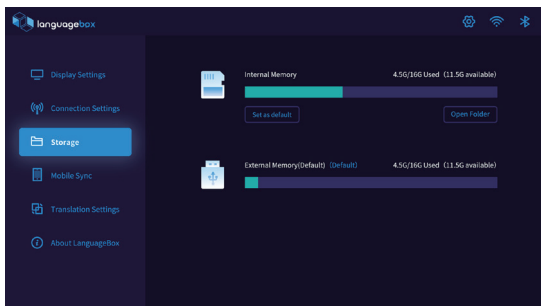 languagebox
Display Settings
Connection Settings
Storage
Mobile Sync
Translation Settings
About LanguageBox
Internal Memory 4.5G/16G Used (11.5G available)
Set as default Open Folder
External Memory(Default) (Default) 4.5G/16G Used (11.5G available)